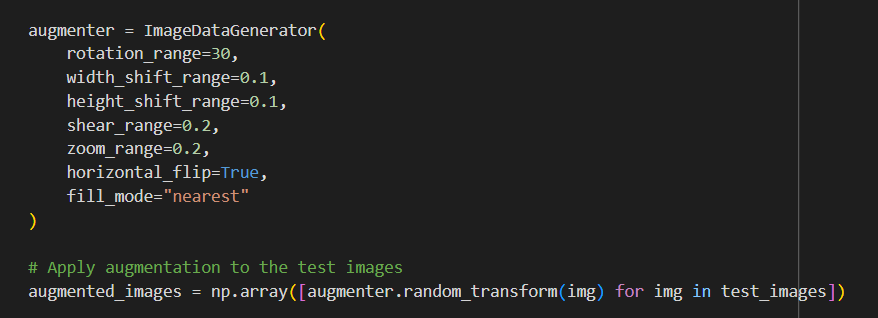 augmenter = ImageDataGenerator(
    rotation_range=30,
    width_shift_range=0.1,
    height_shift_range=0.1,
    shear_range=0.2,
    zoom_range=0.2,
    horizontal_flip=True,
    fill_mode="nearest"
)
# Apply augmentation to the test images
augmented_images = np.array([augmenter.random_transform(img) for img in test_images])